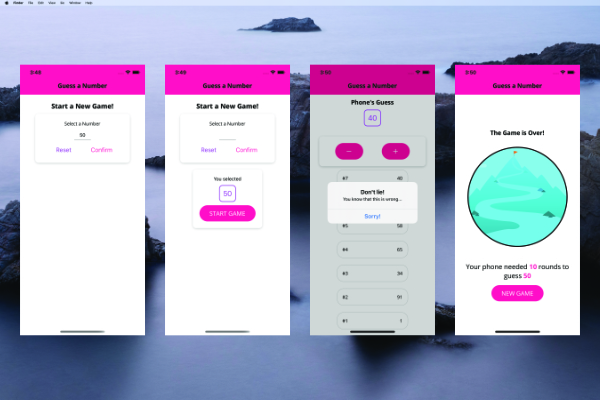 Finder File Edit View Go Window Help
3:49
Guess a Number
Start a New Game!
Select a Number
50
Reset Confirm
3:49
Guess a Number
Start a New Game!
Select a Number
Reset Confirm
You selected
50
START GAME
3:50
Guess a Number
Phone's Guess
40
− +
#7 40
Don't lie!
You know that this is wrong...
Sorry!
#5 58
#4 65
#3 34
#2 91
#1 1
3:50
Guess a Number
The Game is Over!
Your phone needed 10 rounds to
guess 50
NEW GAME